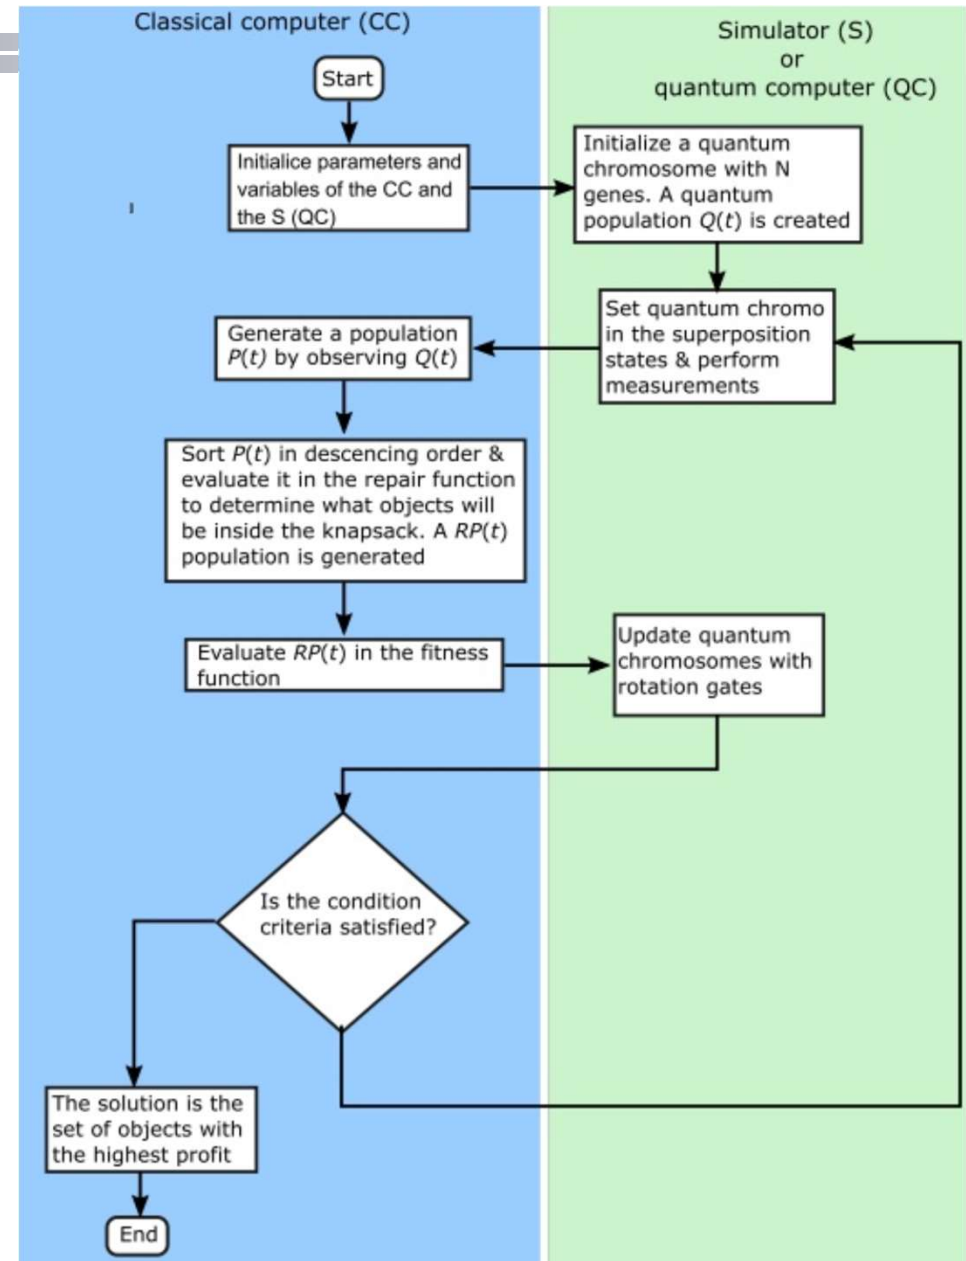 Classical computer (CC)
Simulator (S)
or
quantum computer (QC)
Start
Initialice parameters and
variables of the CC and
the S (QC)
Initialize a quantum
chromosome with N
genes. A quantum
population Q(t) is created
Set quantum chromo
in the superposition
states & perform
measurements
Generate a population
P(t) by observing Q(t)
Sort P(t) in descencing order &
evaluate it in the repair function
to determine what objects will
be inside the knapsack. A RP(t)
population is generated
Evaluate RP(t) in the fitness
function
Update quantum
chromosomes with
rotation gates
Is the condition
criteria satisfied?
The solution is the
set of objects with
the highest profit
End